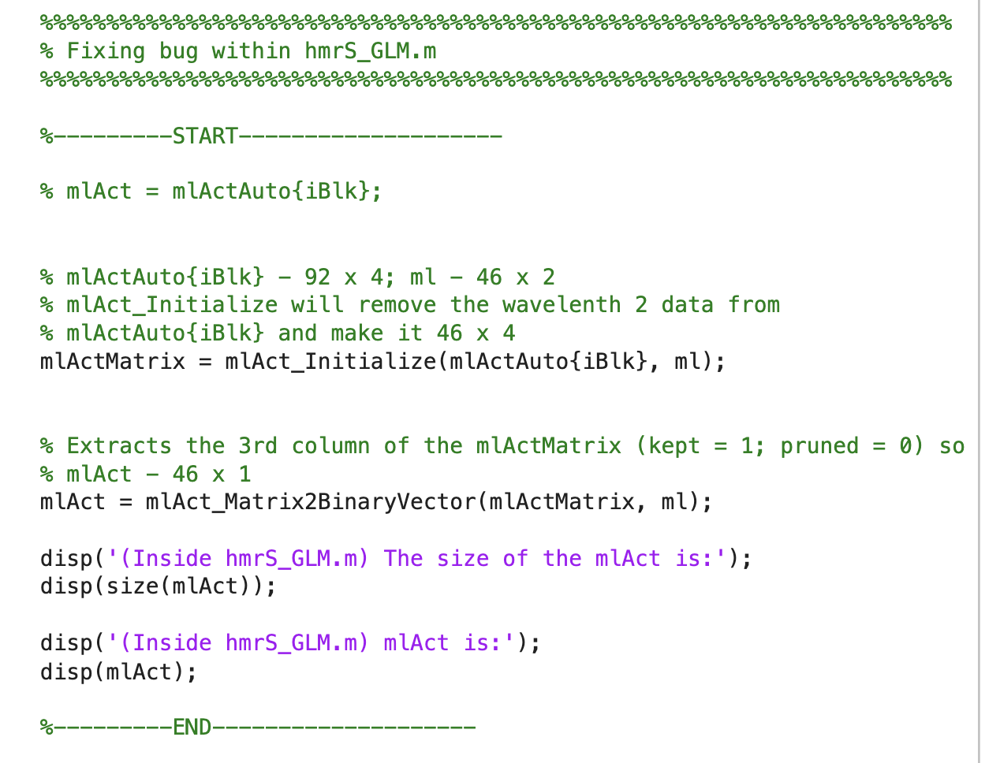 %%%%%%%%%%%%%%%%%%%%%%%%%%%%%%%%%%%%%%%%%%%%%%%%%%%%%%%%%%%%%%%%%%%%%
% Fixing bug within hmrS_GLM.m
%%%%%%%%%%%%%%%%%%%%%%%%%%%%%%%%%%%%%%%%%%%%%%%%%%%%%%%%%%%%%%%%%%%%%
%---------START--------------------
% mlAct = mlActAuto{iBlk};
% mlActAuto{iBlk} - 92 x 4; ml - 46 x 2
% mlAct_Initialize will remove the wavelenth 2 data from
% mlActAuto{iBlk} and make it 46 x 4
mlActMatrix = mlAct_Initialize(mlActAuto{iBlk}, ml);
% Extracts the 3rd column of the mlActMatrix (kept = 1; pruned = 0) so
% mlAct - 46 x 1
mlAct = mlAct_Matrix2BinaryVector(mlActMatrix, ml);
disp('(Inside hmrS_GLM.m) The size of the mlAct is:');
disp(size(mlAct));
disp('(Inside hmrS_GLM.m) mlAct is:');
disp(mlAct);
%---------END--------------------